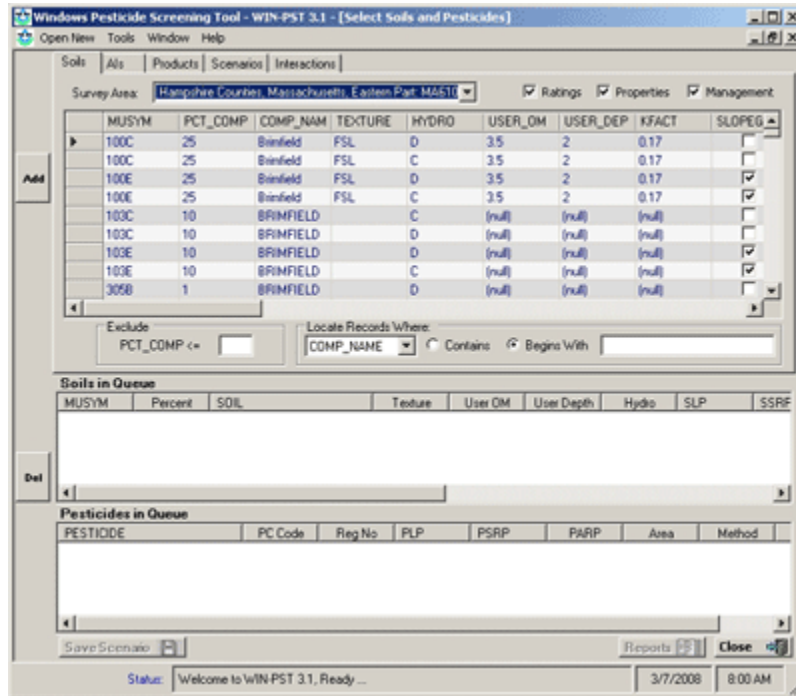 Windows Pesticide Screening Tool - WIN-PST 3.1 - [Select Soils and Pesticides]
Open New Tools Window Help
Soils AIs Products Scenarios Interactions
Survey Area: Hampshire Counties, Massachusetts, Eastern Part: MA610 Ratings Properties Management
MUSYM PCT_COMP COMP_NAM TEXTURE HYDRO USER_OM USER_DEP KFACT SLOPEG
100C 25 Brimfield FSL D 3.5 2 0.17
100C 25 Brimfield FSL C 3.5 2 0.17
Add
100E 25 Brimfield FSL D 3.5 2 0.17
100E 25 Brimfield FSL C 3.5 2 0.17
103C 10 BRIMFIELD C (null) (null) (null)
103C 10 BRIMFIELD D (null) (null) (null)
103E 10 BRIMFIELD D (null) (null) (null)
103E 10 BRIMFIELD C (null) (null) (null)
305B 1 BRIMFIELD D (null) (null) (null)
Exclude
PCT_COMP <=
Locate Records Where:
COMP_NAME Contains Begins With
Soils in Queue
MUSYM Percent SOIL Texture User OM User Depth Hydro SLP SSRP
Del
Pesticides in Queue
PESTICIDE PC Code Reg No PLP PSRP PARP Area Method
Save Scenario Reports Close
Status: Welcome to WIN-PST 3.1, Ready ... 3/7/2008 8:00 AM